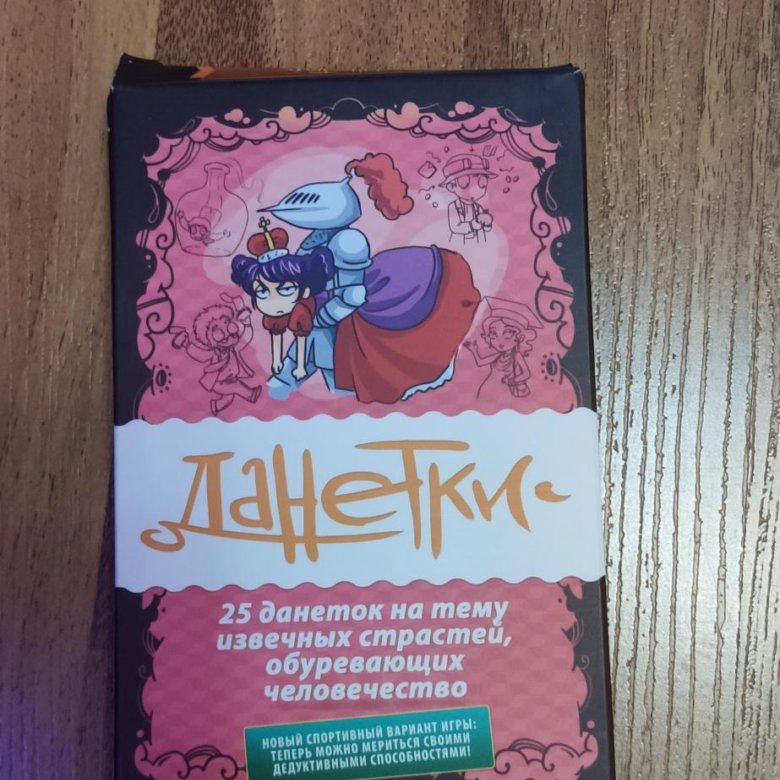 Данетки
25 данеток на тему
извечных страстей,
обуревающих
человечество
НОВЫЙ СПОРТИВНЫЙ ВАРИАНТ ИГРЫ:
ТЕПЕРЬ МОЖНО МЕРИТЬСЯ СВОИМИ
ДЕДУКТИВНЫМИ СПОСОБНОСТЯМИ!